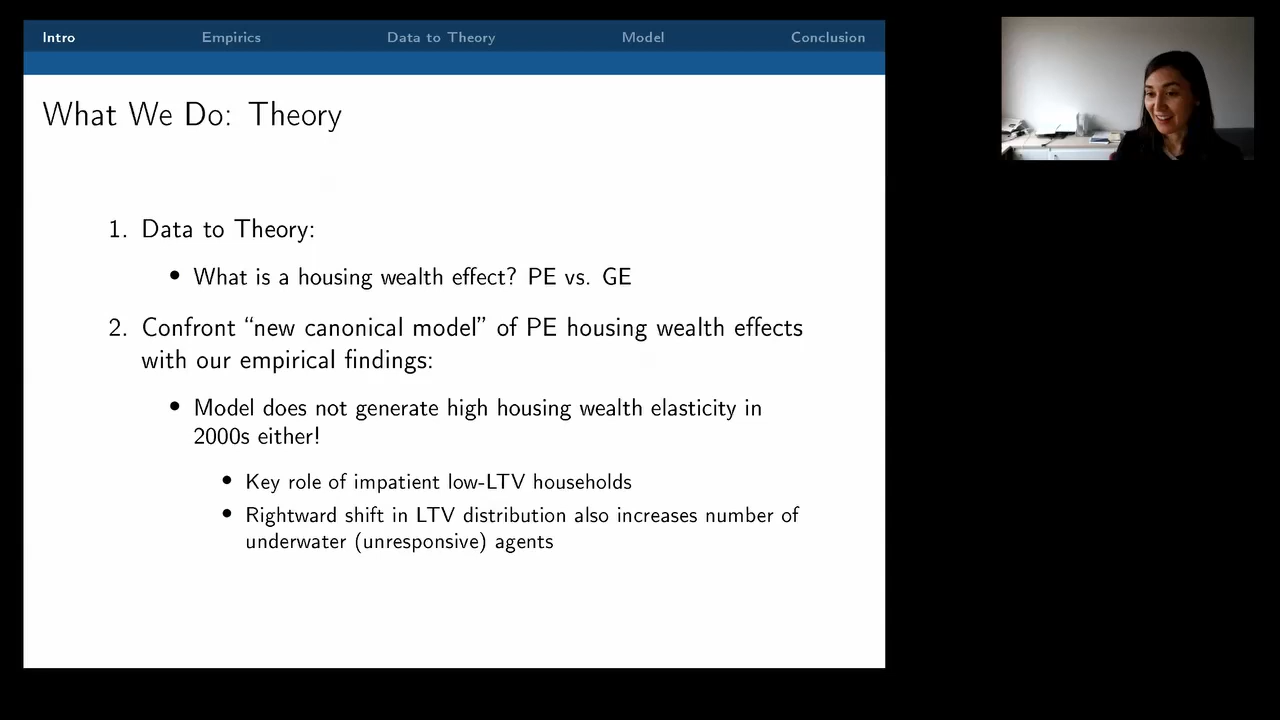 Intro Empirics Data to Theory Model Conclusion
What We Do: Theory
1. Data to Theory:
• What is a housing wealth effect? PE vs. GE
2. Confront “new canonical model” of PE housing wealth effects
with our empirical findings:
• Model does not generate high housing wealth elasticity in
2000s either!
• Key role of impatient low-LTV households
• Rightward shift in LTV distribution also increases number of
underwater (unresponsive) agents